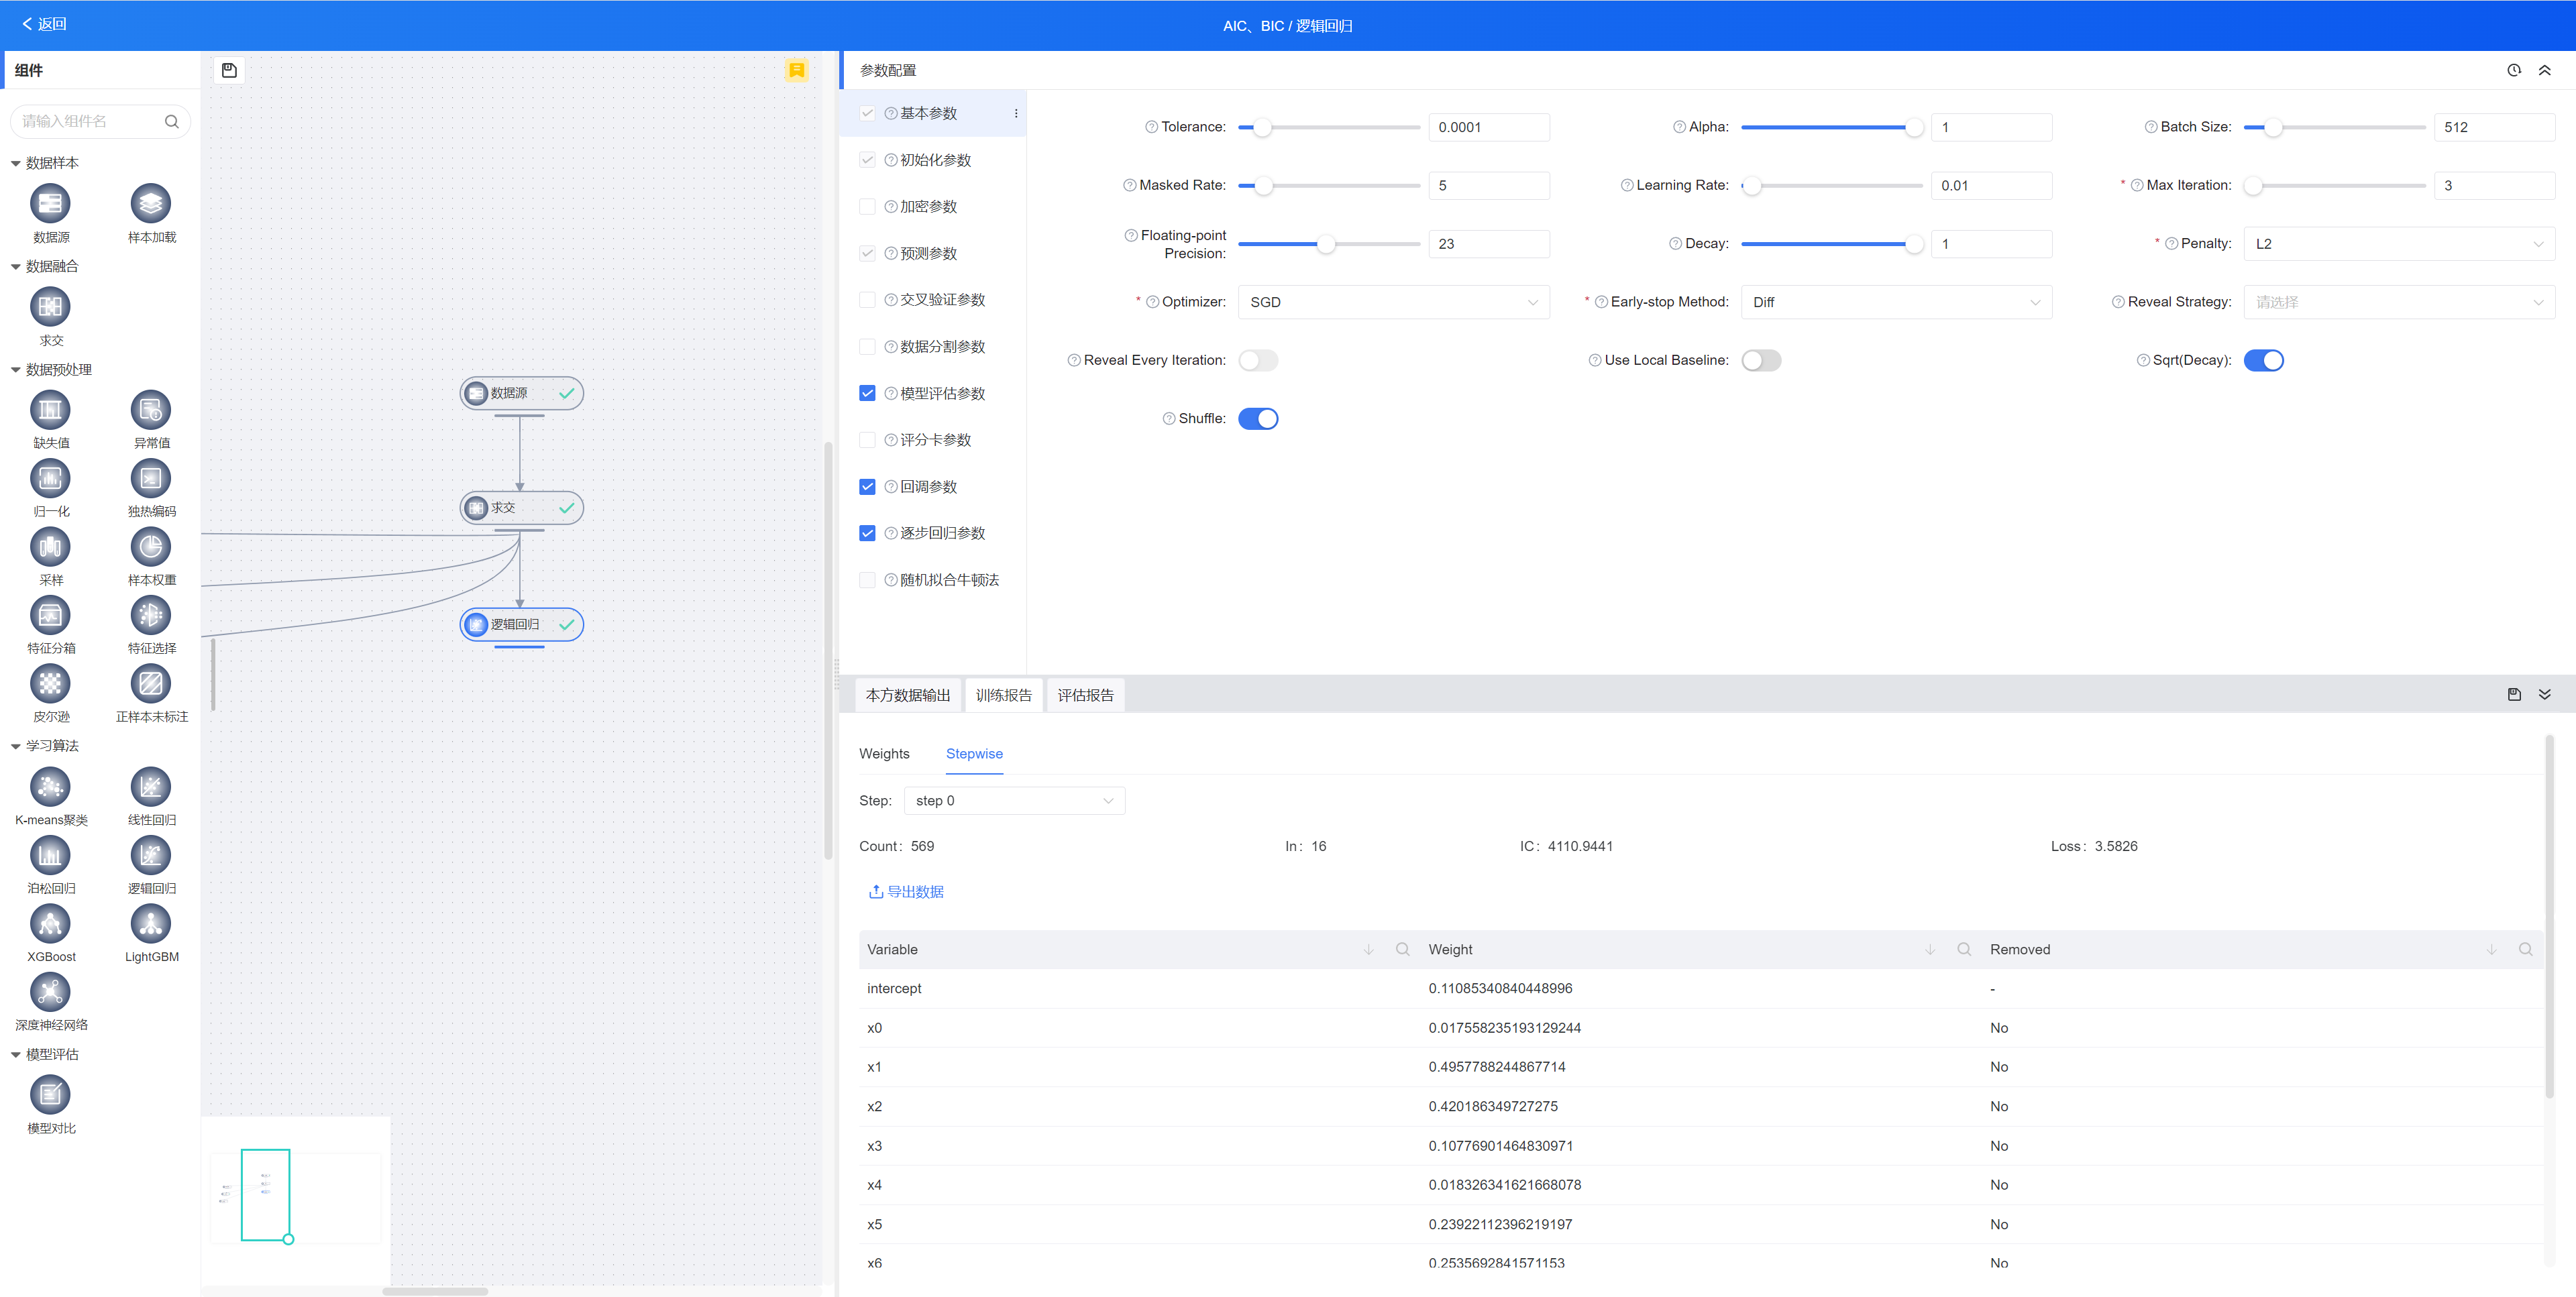 返回
AIC、BIC / 逻辑回归
组件
请输入组件名
数据样本
数据源
样本加载
数据融合
求交
数据预处理
缺失值
异常值
归一化
独热编码
采样
样本权重
特征分箱
特征选择
皮尔逊
正样本未标注
学习算法
K-means聚类
线性回归
泊松回归
逻辑回归
XGBoost
LightGBM
深度神经网络
模型评估
模型对比
数据源
求交
逻辑回归
参数配置
基本参数
初始化参数
加密参数
预测参数
交叉验证参数
数据分割参数
模型评估参数
评分卡参数
回调参数
逐步回归参数
随机拟合牛顿法
Tolerance: 0.0001
Alpha: 1
Batch Size: 512
Masked Rate: 5
Learning Rate: 0.01
* Max Iteration: 3
Floating-point
Precision: 23
Decay: 1
* Penalty: L2
* Optimizer: SGD
* Early-stop Method: Diff
Reveal Strategy: 请选择
Reveal Every Iteration:
Use Local Baseline:
Sqrt(Decay):
Shuffle:
本方数据输出 训练报告 评估报告
Weights Stepwise
Step: step 0
Count: 569 In: 16 IC: 4110.9441 Loss: 3.5826
导出数据
Variable Weight Removed
intercept 0.11085340840448996 -
x0 0.017558235193129244 No
x1 0.4957788244867714 No
x2 0.420186349727275 No
x3 0.10776901464830971 No
x4 0.018326341621668078 No
x5 0.23922112396219197 No
x6 0.2535692841571153 No